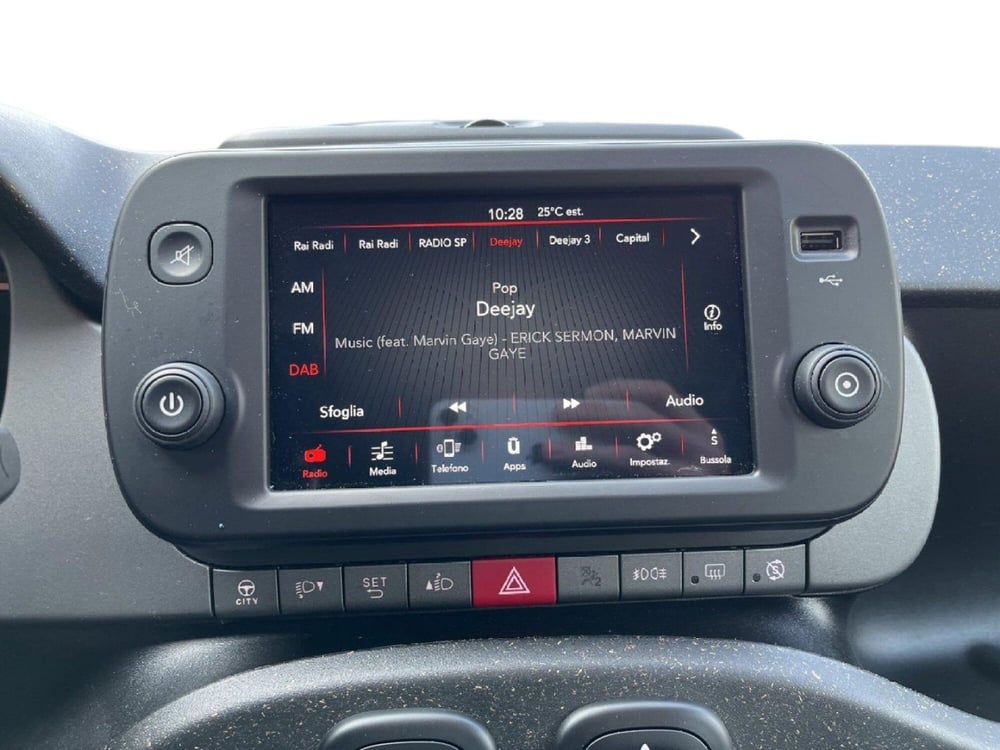 10:28 25°C est.
Rai Radi Rai Radi RADIO SP Deejay Deejay 3 Capital
AM
Pop
Deejay
Info
FM
Music (feat. Marvin Gaye) - ERICK SERMON, MARVIN
GAYE
DAB
Sfoglia Audio
S
Radio Media Telefono Apps Audio Impostaz. Bussola
CITY SET